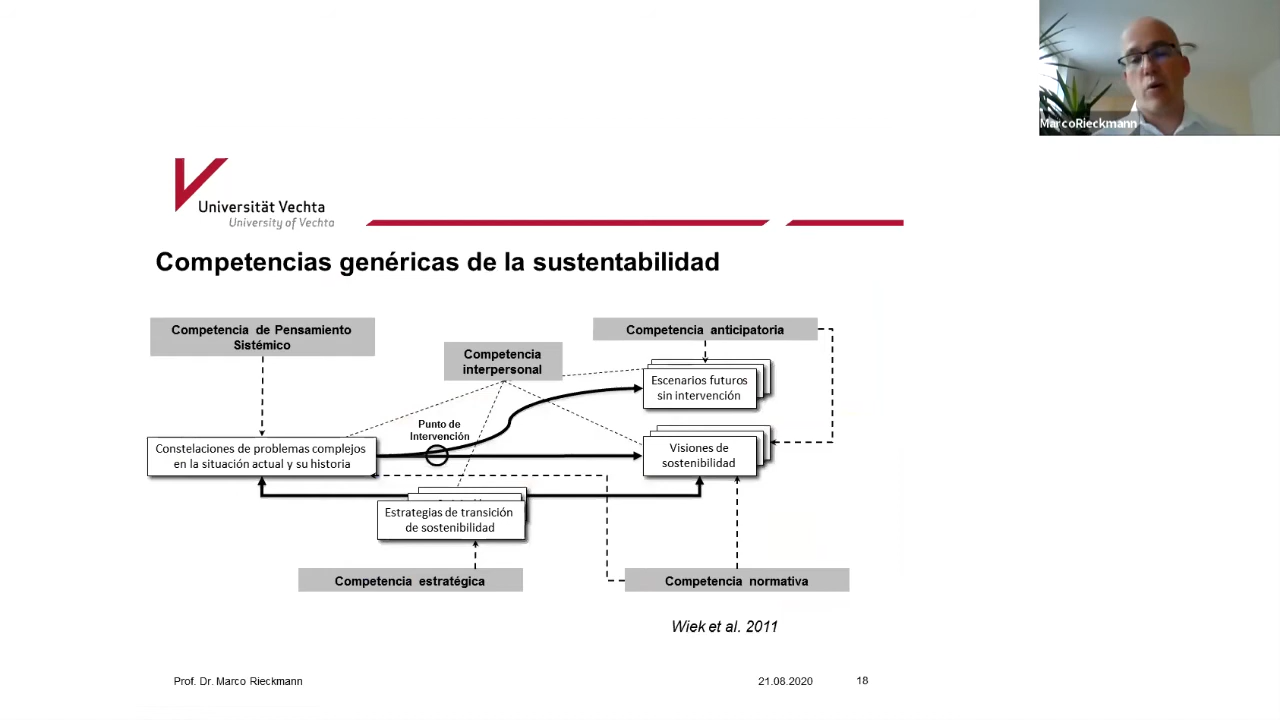 MarcoRieckmann
Universität Vechta
University of Vechta
Competencias genéricas de la sustentabilidad
Competencia de Pensamiento
Sistémico
Competencia
interpersonal
Competencia anticipatoria
Escenarios futuros
sin intervención
Punto de
Intervención
Constelaciones de problemas complejos
en la situación actual y su historia
Visiones de
sostenibilidad
Estrategias de transición
de sostenibilidad
Competencia estratégica
Competencia normativa
Wiek et al. 2011
Prof. Dr. Marco Rieckmann
21.08.2020
18